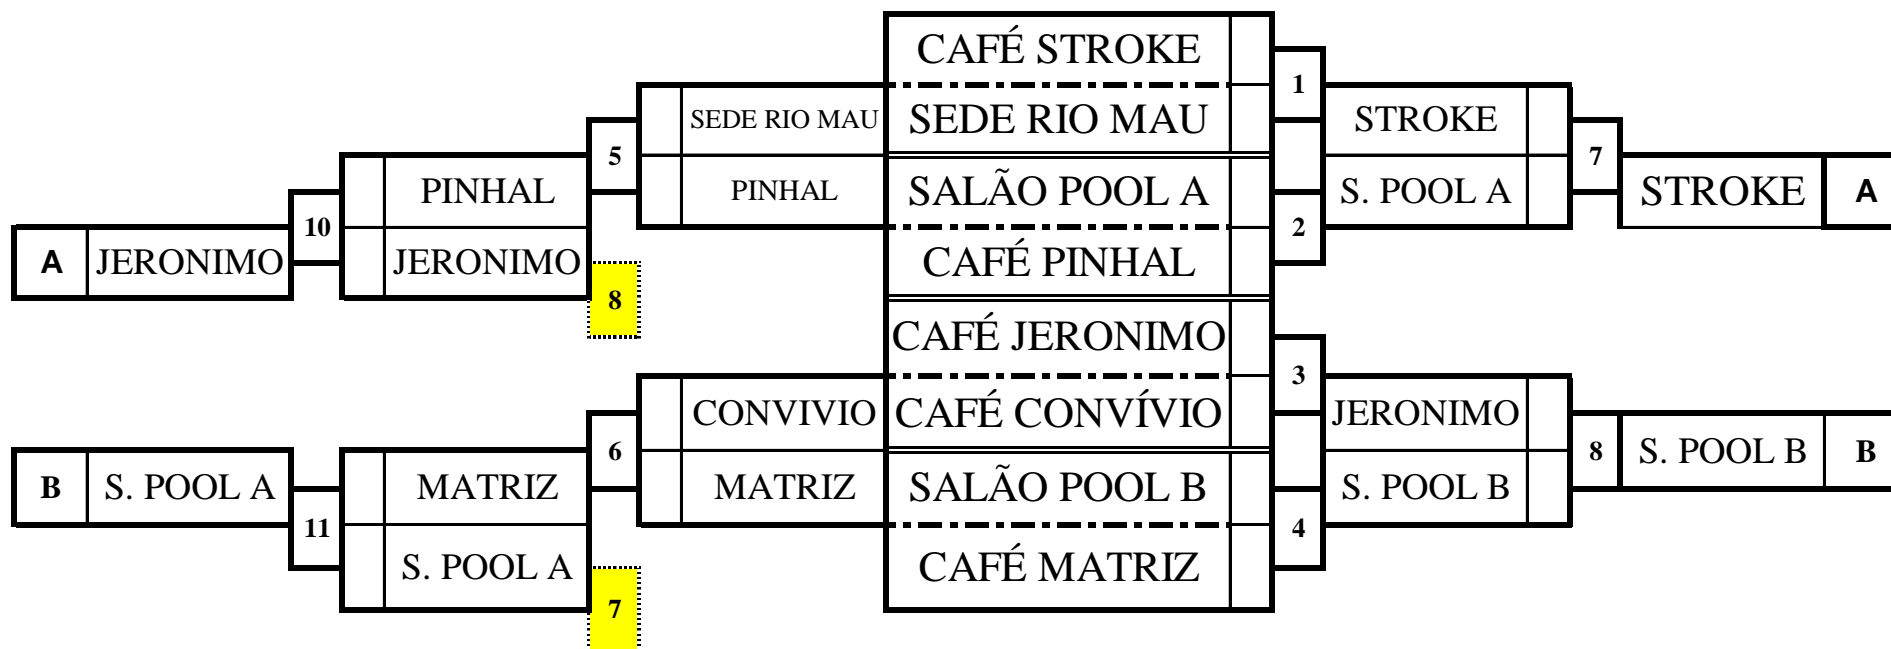 CAFÉ STROKE
1
SEDE RIO MAU SEDE RIO MAU STROKE
5 7
PINHAL PINHAL SALÃO POOL A S. POOL A STROKE A
10 2
A JERONIMO JERONIMO CAFÉ PINHAL
8
CAFÉ JERONIMO
3
CONVIVIO CAFÉ CONVÍVIO JERONIMO
6 8 S. POOL B B
B S. POOL A MATRIZ MATRIZ SALÃO POOL B S. POOL B
11 4
S. POOL A CAFÉ MATRIZ
7